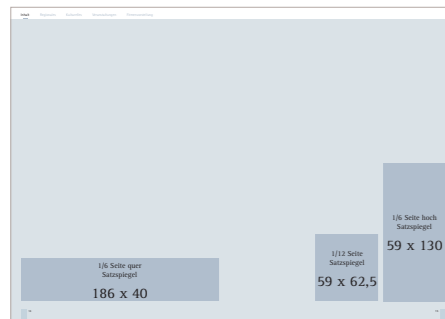 Inhalt
1/6 Seite quer
Satzspiegel
186 x 40
1/12 Seite
Satzspiegel
59 x 62,5
1/6 Seite hoch
Satzspiegel
59 x 130